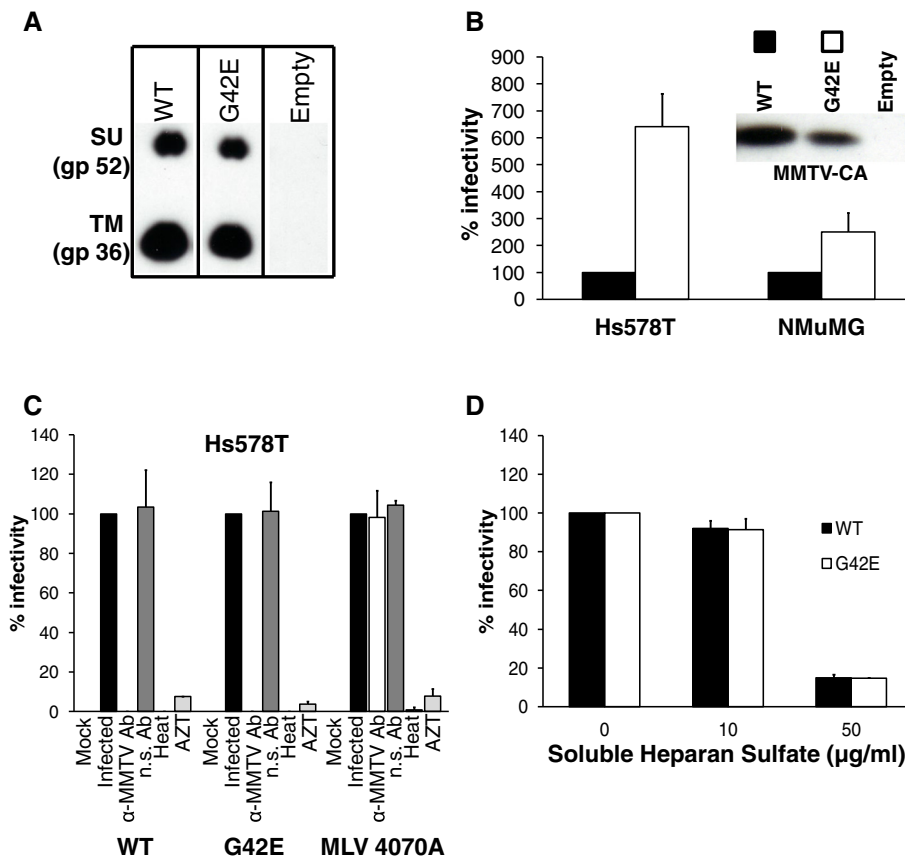 A
WT
G42E
Empty
SU
(gp 52)
TM
(gp 36)
B
% infectivity
900
800
700
600
500
400
300
200
100
0
WT
G42E
Empty
MMTV-CA
Hs578T
NMuMG
C
Hs578T
% infectivity
140
120
100
80
60
40
20
0
Mock
Infected
α-MMTV Ab
n.s. Ab
Heat
AZT
Mock
Infected
α-MMTV Ab
n.s. Ab
Heat
AZT
Mock
Infected
α-MMTV Ab
n.s. Ab
Heat
AZT
WT
G42E
MLV 4070A
D
% infectivity
140
120
100
80
60
40
20
0
WT
G42E
0
10
50
Soluble Heparan Sulfate (µg/ml)